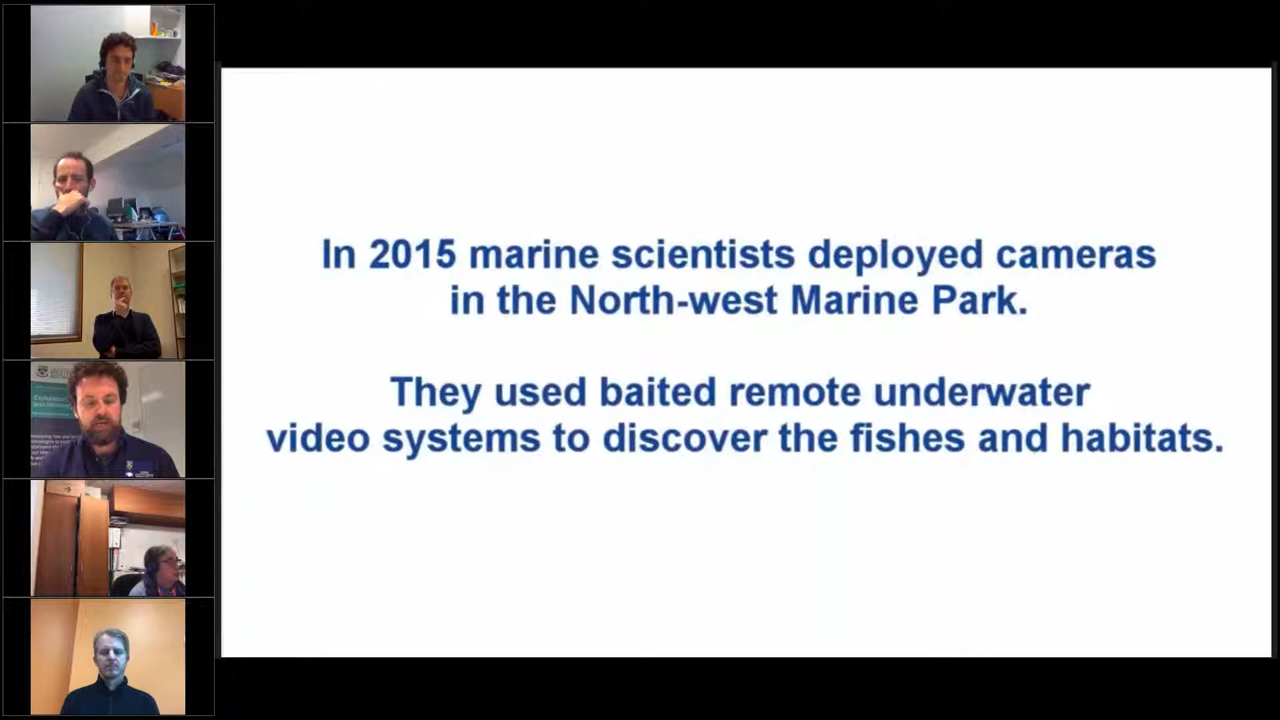 In 2015 marine scientists deployed cameras
in the North-west Marine Park.
They used baited remote underwater
video systems to discover the fishes and habitats.